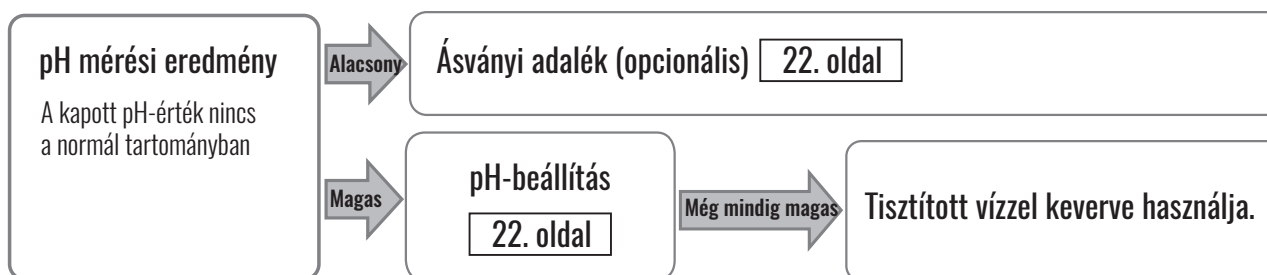 pH mérési eredmény
A kapott pH-érték nincs
a normál tartományban
Alacsony
Ásványi adalék (opcionális) 22. oldal
Magas
pH-beállítás
22. oldal
Még mindig magas
Tisztított vízzel keverve használja.